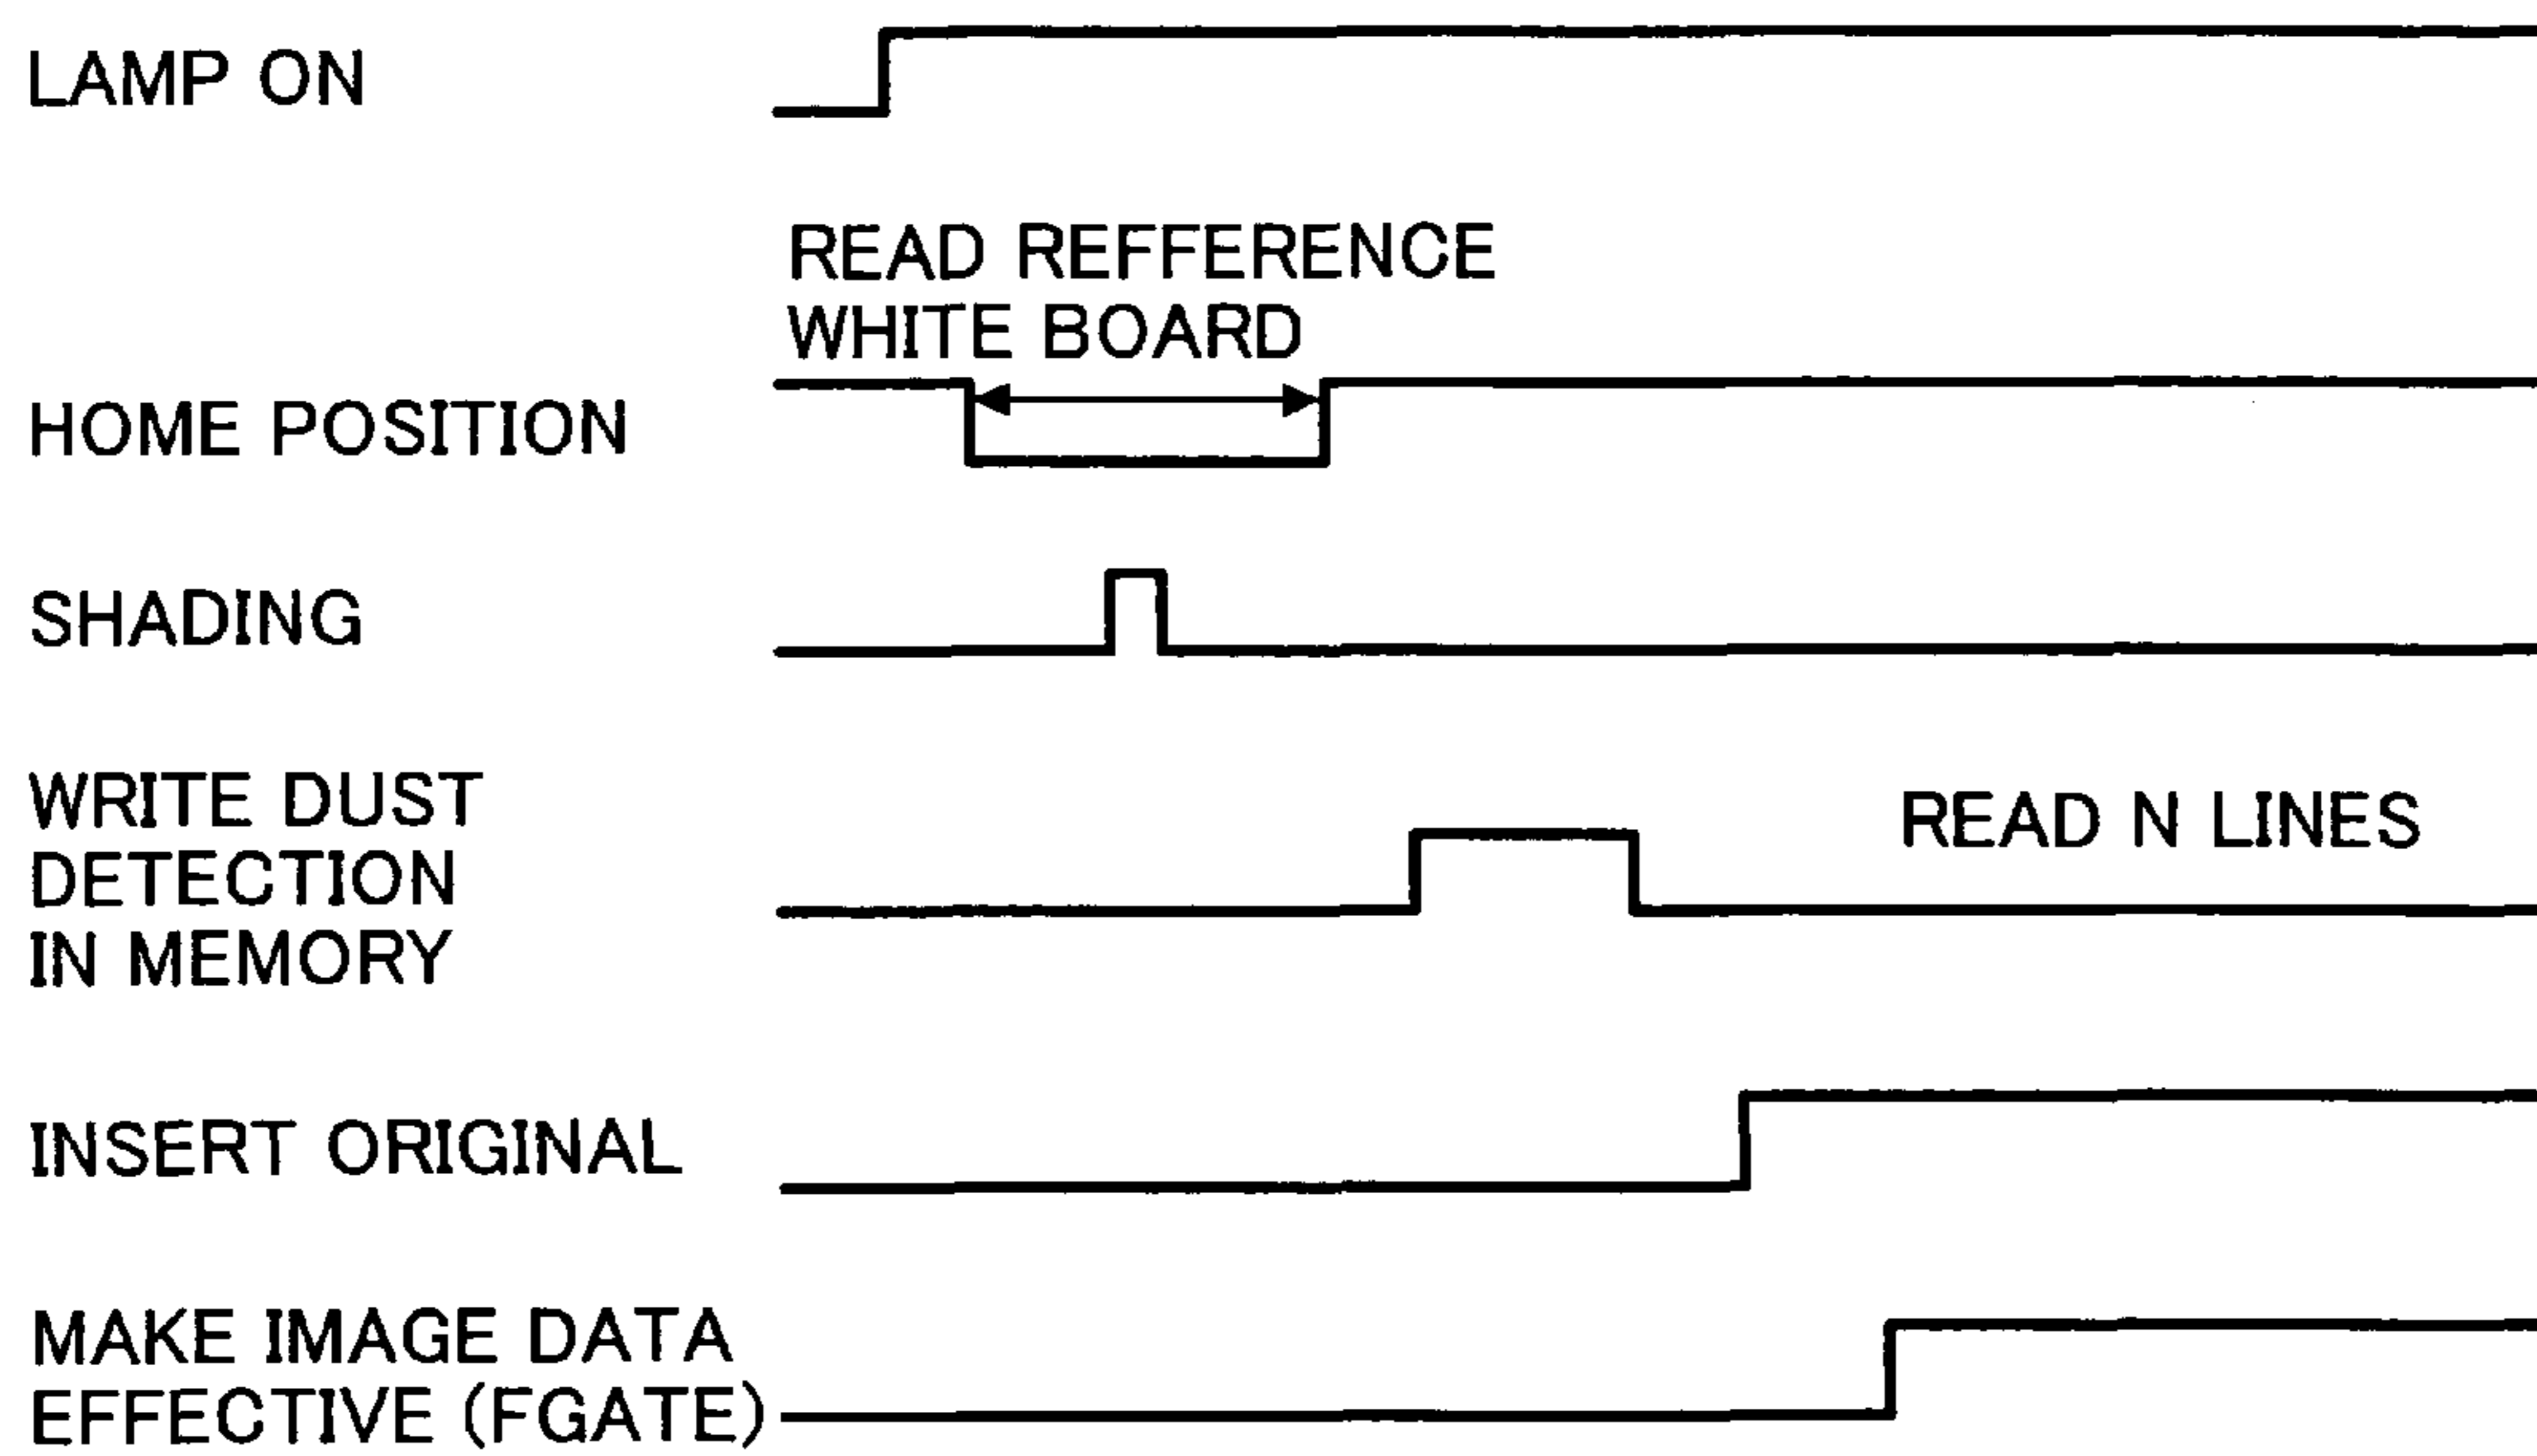 LAMP ON
READ REFFERENCE
WHITE BOARD
HOME POSITION
SHADING
WRITE DUST
DETECTION
IN MEMORY
READ N LINES
INSERT ORIGINAL
MAKE IMAGE DATA
EFFECTIVE (FGATE)